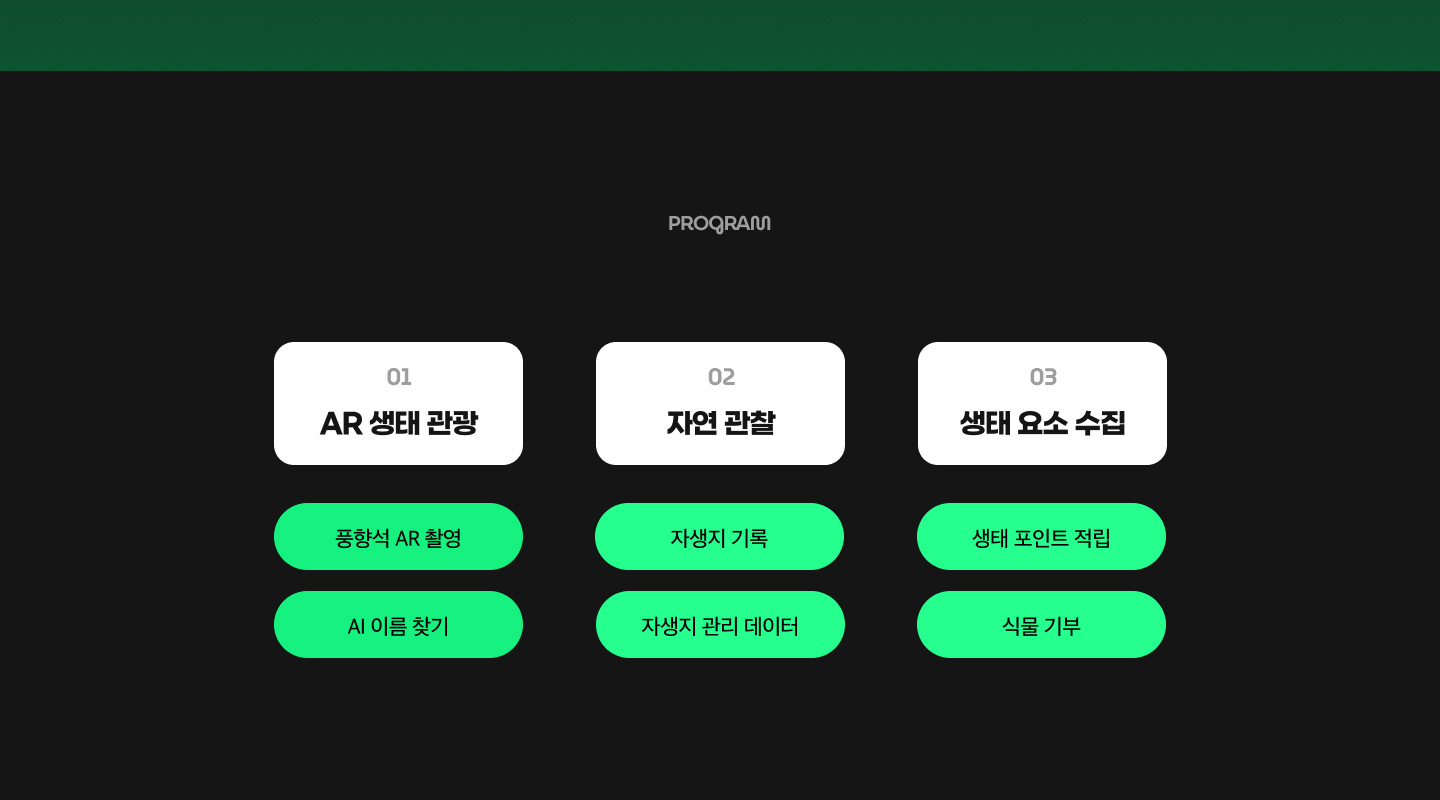 PROGRAM
01
AR 생태 관광
02
자연 관찰
03
생태 요소 수집
풍향석 AR 촬영
자생지 기록
생태 포인트 적립
AI 이름 찾기
자생지 관리 데이터
식물 기부